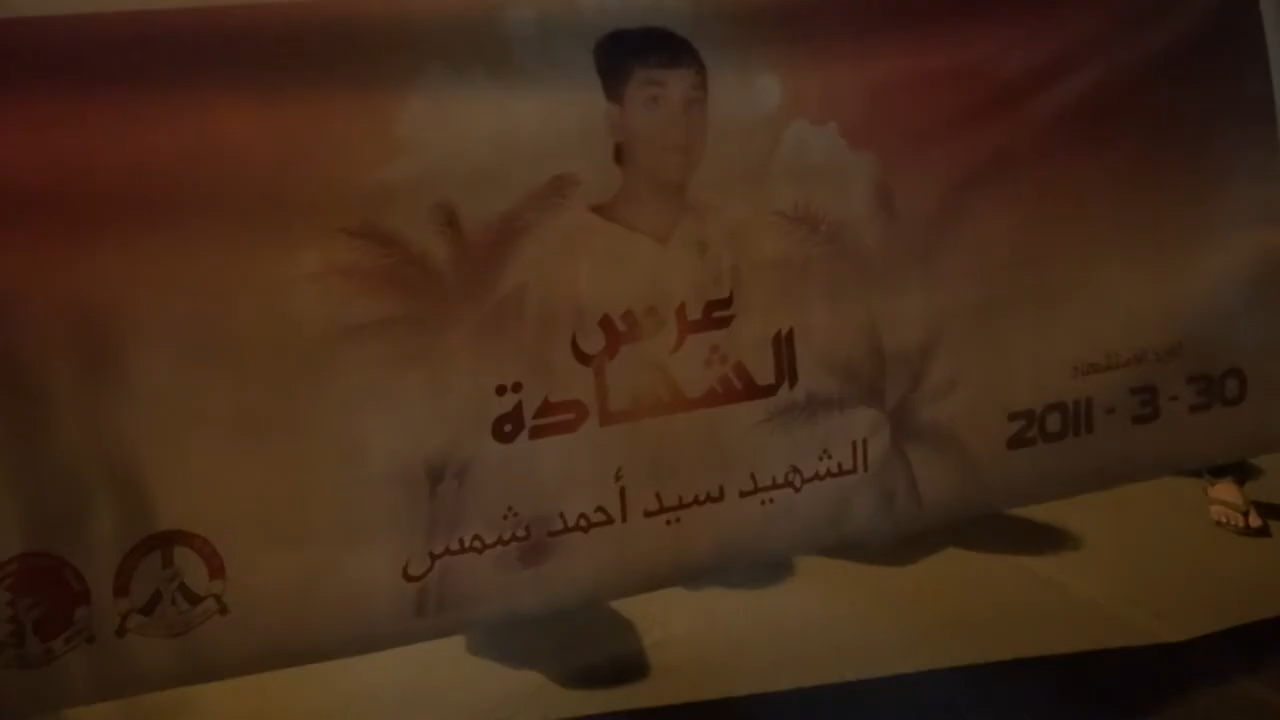 عرس
الشهادة
الشهيد سيد أحمد شمس
30 - 3 - 2011